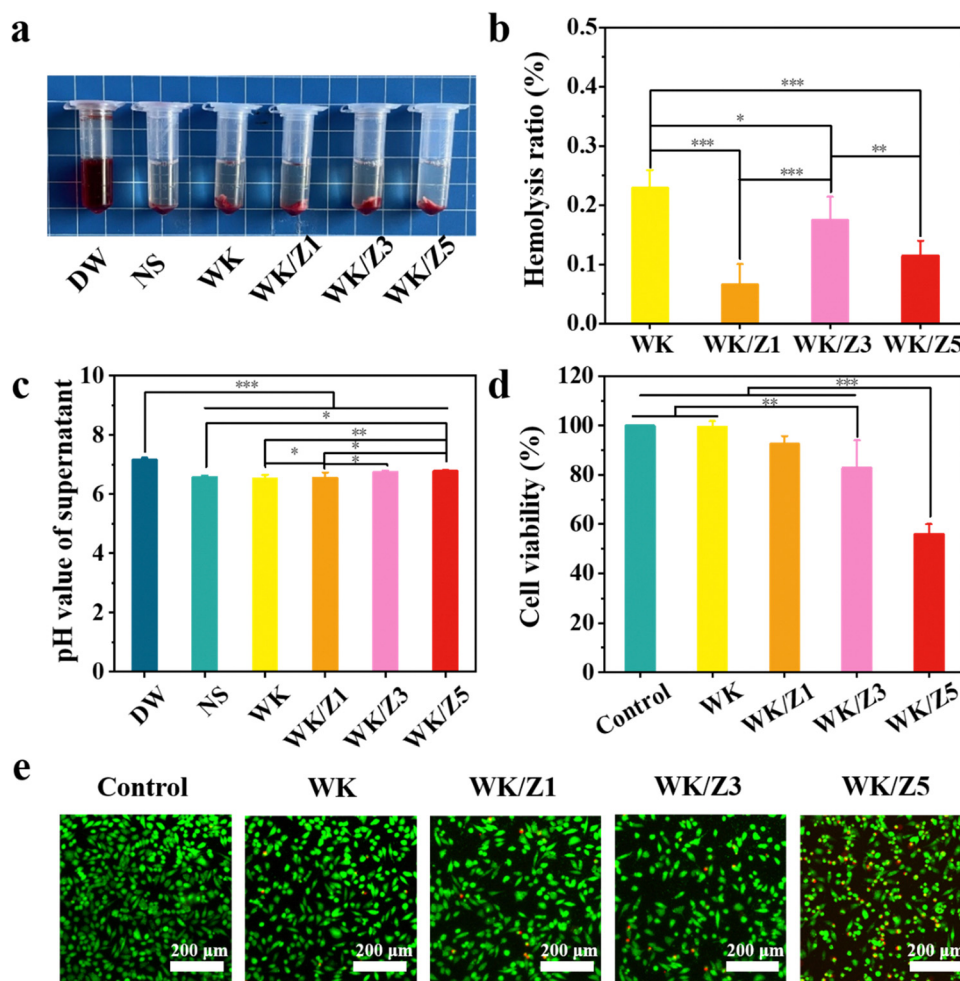 a
DW
NS
WK
WK/Z1
WK/Z3
WK/Z5
b
Hemolysis ratio (%)
0.5
0.4
0.3
0.2
0.1
0.0
***
*
***
***
**
WK
WK/Z1
WK/Z3
WK/Z5
c
pH value of supernatant
10
8
6
4
2
0
***
*
**
*
*
*
DW
NS
WK
WK/Z1
WK/Z3
WK/Z5
d
Cell viability (%)
120
100
80
60
40
20
0
***
**
Control
WK
WK/Z1
WK/Z3
WK/Z5
e
Control
WK
WK/Z1
WK/Z3
WK/Z5
200 µm
200 µm
200 µm
200 µm
200 µm